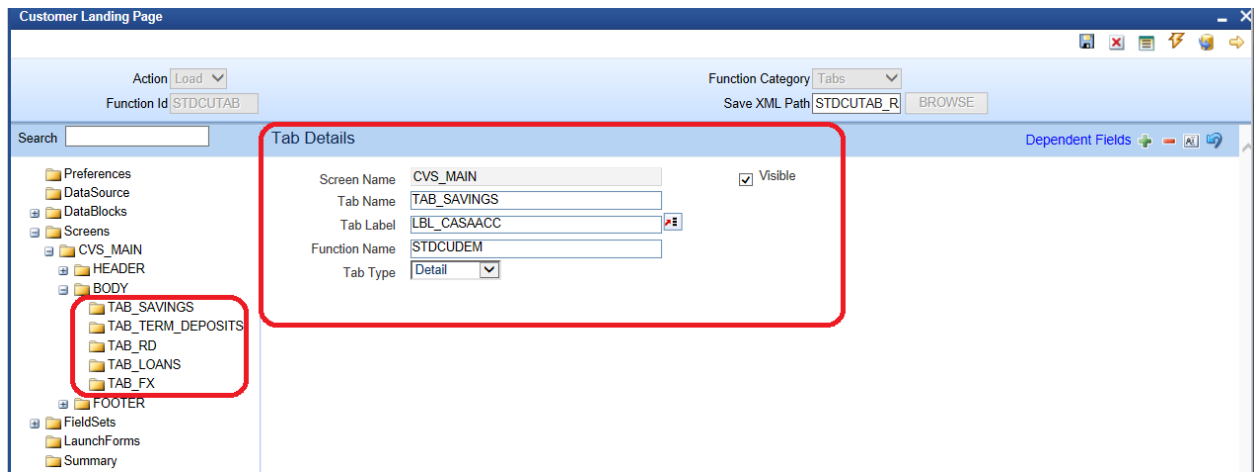 Customer Landing Page
Action Load
Function Category Tabs
Function Id STDCUTAB
Save XML Path STDCUTAB_R BROWSE
Search
Tab Details
Dependent Fields
Preferences
DataSource
DataBlocks
Screens
CVS_MAIN
HEADER
BODY
TAB_SAVINGS
TAB_TERM_DEPOSITS
TAB_RD
TAB_LOANS
TAB_FX
FOOTER
FieldSets
LaunchForms
Summary
Screen Name CVS_MAIN
Visible
Tab Name TAB_SAVINGS
Tab Label LBL_CASAACC
Function Name STDCUDEM
Tab Type Detail